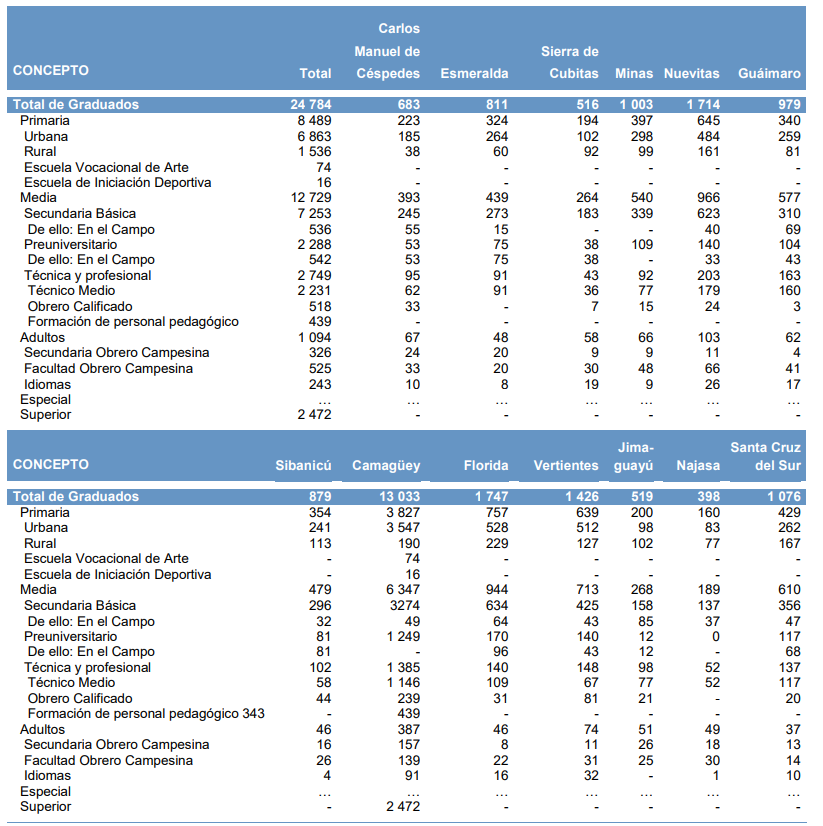 Carlos
Manuel de Sierra de
CONCEPTO Total Céspedes Esmeralda Cubitas Minas Nuevitas Guáimaro
Total de Graduados 24 784 683 811 516 1 003 1 714 979
Primaria 8 489 223 324 194 397 645 340
Urbana 6 863 185 264 102 298 484 259
Rural 1 536 38 60 92 99 161 81
Escuela Vocacional de Arte 74 - - - - - -
Escuela de Iniciación Deportiva 16 - - - - - -
Media 12 729 393 439 264 540 966 577
Secundaria Básica 7 253 245 273 183 339 623 310
De ello: En el Campo 536 55 15 - - 40 69
Preuniversitario 2 288 53 75 38 109 140 104
De ello: En el Campo 542 53 75 38 - 33 43
Técnica y profesional 2 749 95 91 43 92 203 163
Técnico Medio 2 231 62 91 36 77 179 160
Obrero Calificado 518 33 - 7 15 24 3
Formación de personal pedagógico 439 - - - - - -
Adultos 1 094 67 48 58 66 103 62
Secundaria Obrero Campesina 326 24 20 9 9 11 4
Facultad Obrero Campesina 525 33 20 30 48 66 41
Idiomas 243 10 8 19 9 26 17
Especial … … … … … … …
Superior 2 472 - - - - - -
Jima- Santa Cruz
CONCEPTO Sibanicú Camagüey Florida Vertientes guayú Najasa del Sur
Total de Graduados 879 13 033 1 747 1 426 519 398 1 076
Primaria 354 3 827 757 639 200 160 429
Urbana 241 3 547 528 512 98 83 262
Rural 113 190 229 127 102 77 167
Escuela Vocacional de Arte - 74 - - - - -
Escuela de Iniciación Deportiva - 16 - - - - -
Media 479 6 347 944 713 268 189 610
Secundaria Básica 296 3274 634 425 158 137 356
De ello: En el Campo 32 49 64 43 85 37 47
Preuniversitario 81 1 249 170 140 12 0 117
De ello: En el Campo 81 - 96 43 12 - 68
Técnica y profesional 102 1 385 140 148 98 52 137
Técnico Medio 58 1 146 109 67 77 52 117
Obrero Calificado 44 239 31 81 21 - 20
Formación de personal pedagógico 343 - 439 - - - - -
Adultos 46 387 46 74 51 49 37
Secundaria Obrero Campesina 16 157 8 11 26 18 13
Facultad Obrero Campesina 26 139 22 31 25 30 14
Idiomas 4 91 16 32 - 1 10
Especial … … … … … … …
Superior - 2 472 - - - - -